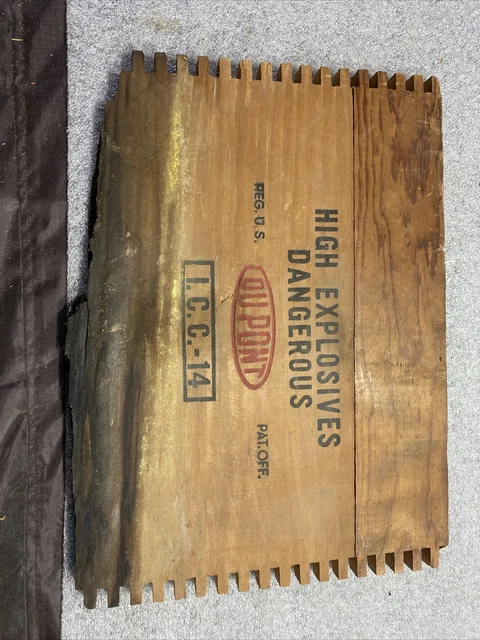 HIGH EXPLOSIVES
DANGEROUS
REG. U.S. DU PONT PAT. OFF.
I. C. C. - 14